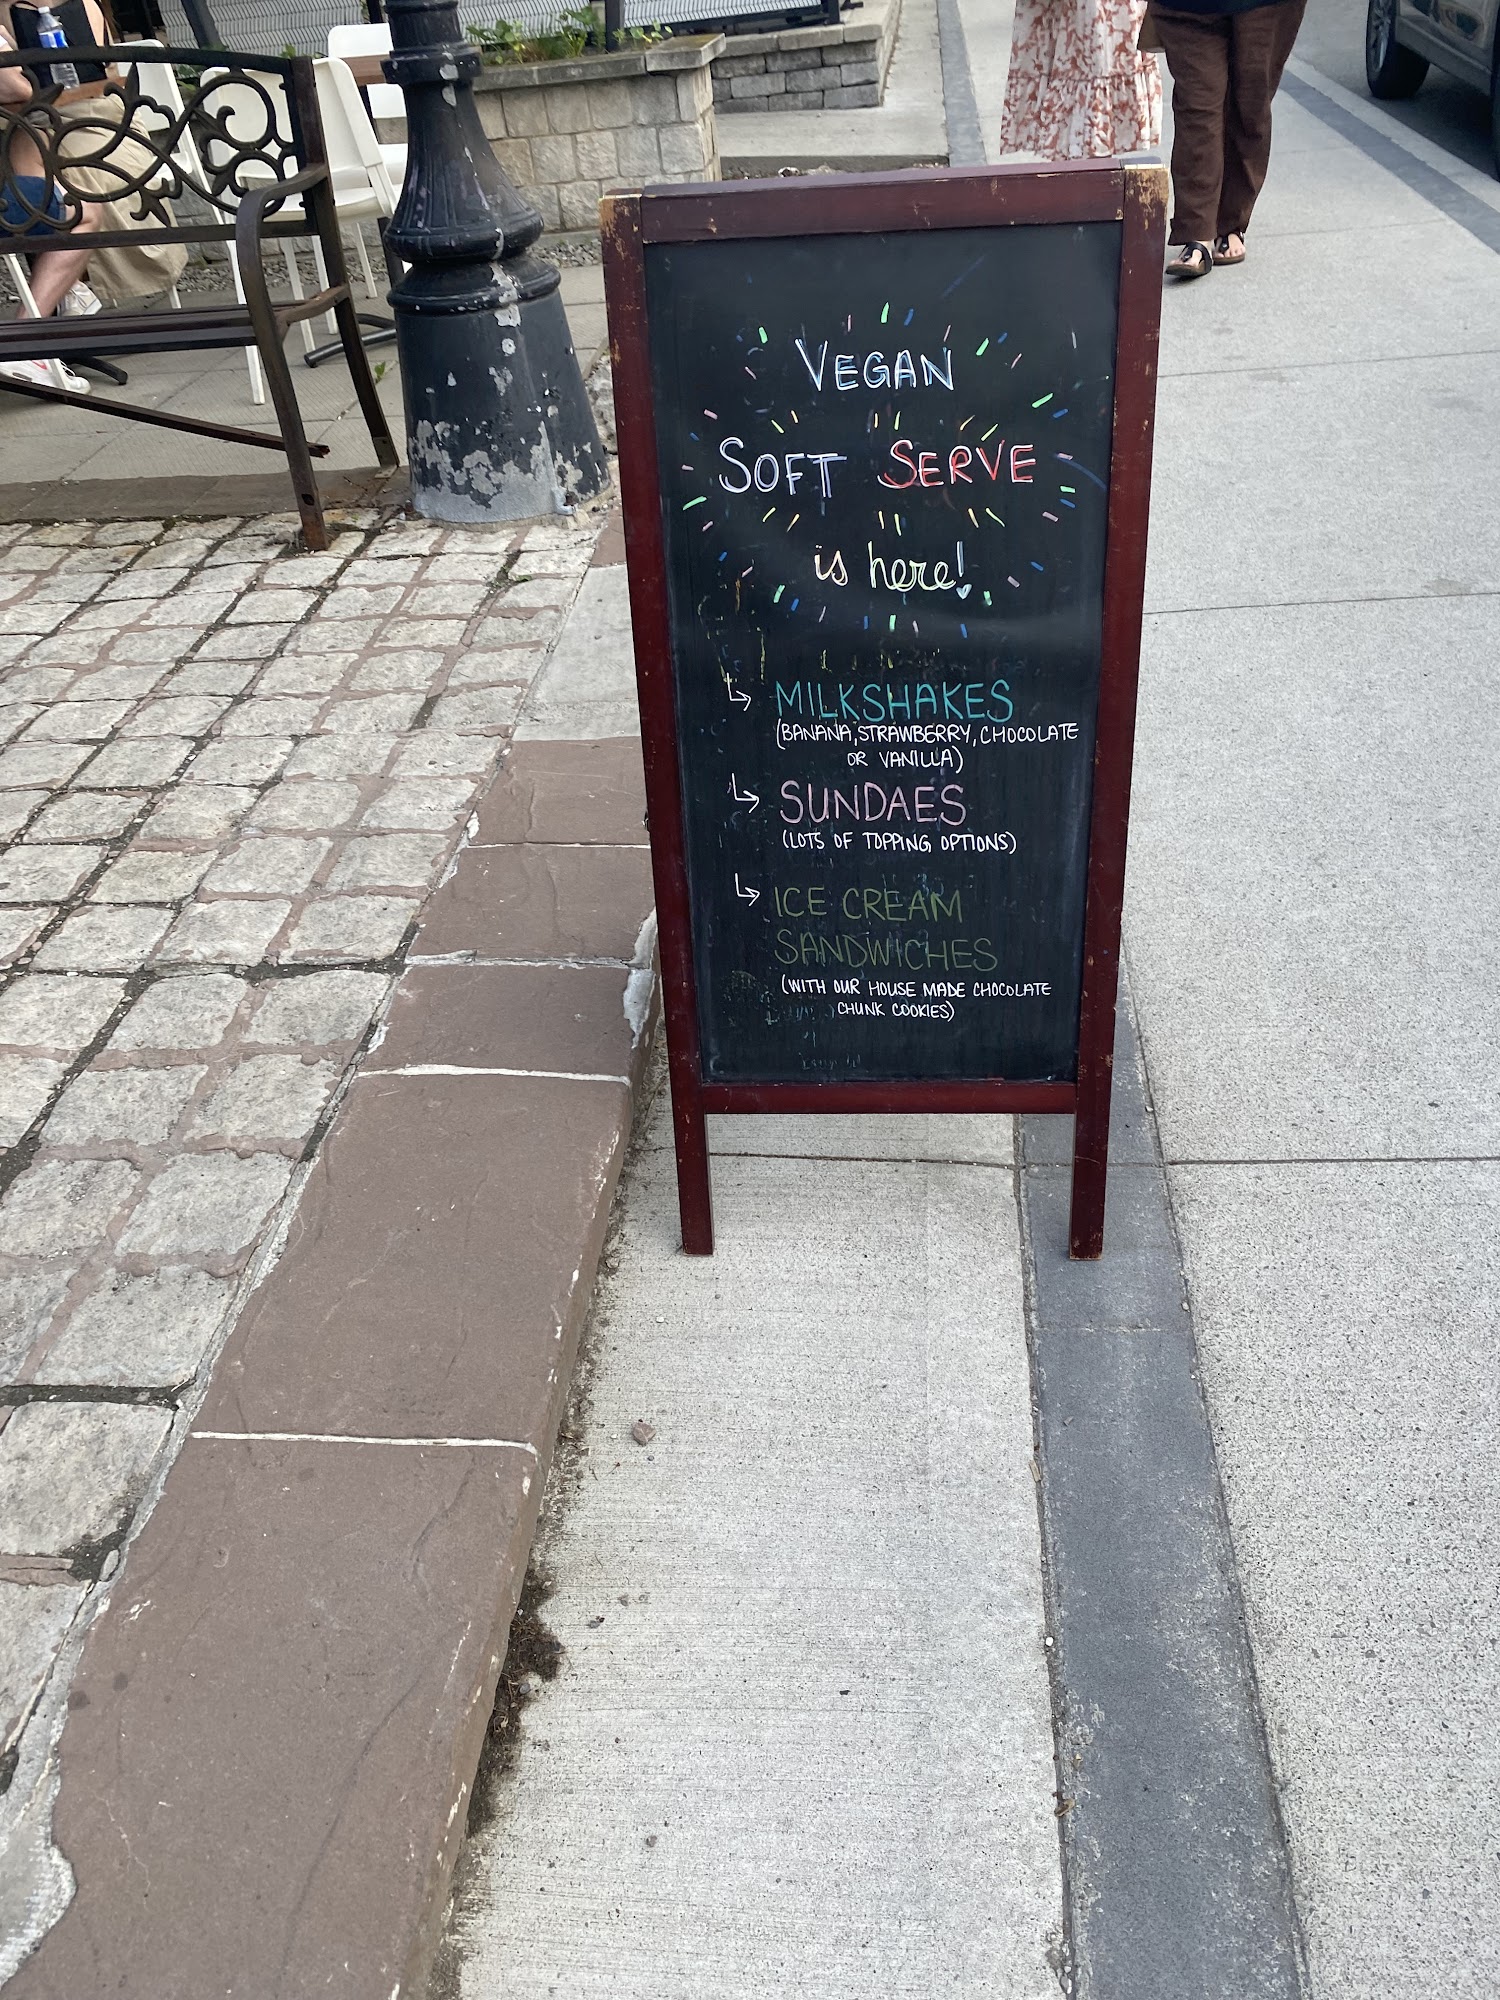 VEGAN
SOFT SERVE
is here!
MILKSHAKES
(BANANA, STRAWBERRY, CHOCOLATE
OR VANILLA)
SUNDAES
(LOTS OF TOPPING OPTIONS)
ICE CREAM
SANDWICHES
(WITH OUR HOUSE MADE CHOCOLATE
CHUNK COOKIES)